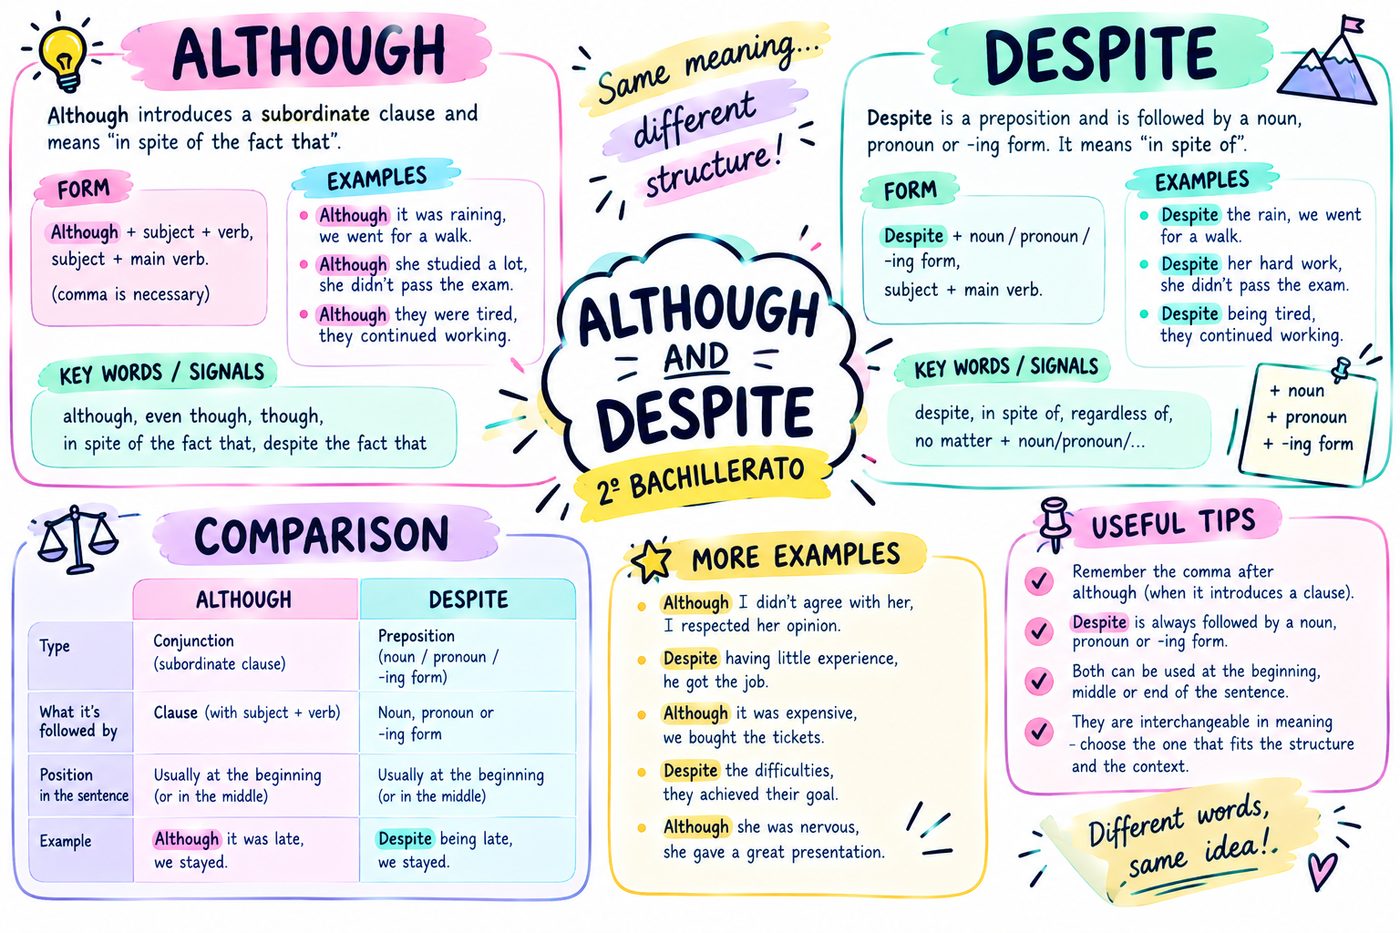 ALTHOUGH
Although introduces a subordinate clause and
means “in spite of the fact that”.
FORM
Although + subject + verb,
subject + main verb.
(comma is necessary)
EXAMPLES
• Although it was raining,
we went for a walk.
• Although she studied a lot,
she didn’t pass the exam.
• Although they were tired,
they continued working.
KEY WORDS / SIGNALS
although, even though, though,
in spite of the fact that, despite the fact that
Same meaning...
different
structure!
ALTHOUGH
AND
DESPITE
2º BACHILLERATO
DESPITE
Despite is a preposition and is followed by a noun,
pronoun or -ing form. It means “in spite of”.
FORM
Despite + noun / pronoun /
-ing form,
subject + main verb.
EXAMPLES
• Despite the rain, we went
for a walk.
• Despite her hard work,
she didn’t pass the exam.
• Despite being tired,
they continued working.
KEY WORDS / SIGNALS
despite, in spite of, regardless of,
no matter + noun/pronoun/...
+ noun
+ pronoun
+ -ing form
COMPARISON
ALTHOUGH DESPITE
Type
Conjunction
(subordinate clause)
Preposition
(noun / pronoun /
-ing form)
What it’s
followed by
Clause (with subject + verb)
Noun, pronoun or
-ing form
Position
in the sentence
Usually at the beginning
(or in the middle)
Usually at the beginning
(or in the middle)
Example
Although it was late,
we stayed.
Despite being late,
we stayed.
MORE EXAMPLES
• Although I didn’t agree with her,
I respected her opinion.
• Despite having little experience,
he got the job.
• Although it was expensive,
we bought the tickets.
• Despite the difficulties,
they achieved their goal.
• Although she was nervous,
she gave a great presentation.
USEFUL TIPS
✓ Remember the comma after
although (when it introduces a clause).
✓ Despite is always followed by a noun,
pronoun or -ing form.
✓ Both can be used at the beginning,
middle or end of the sentence.
✓ They are interchangeable in meaning
- choose the one that fits the structure
and the context.
Different words,
same idea!